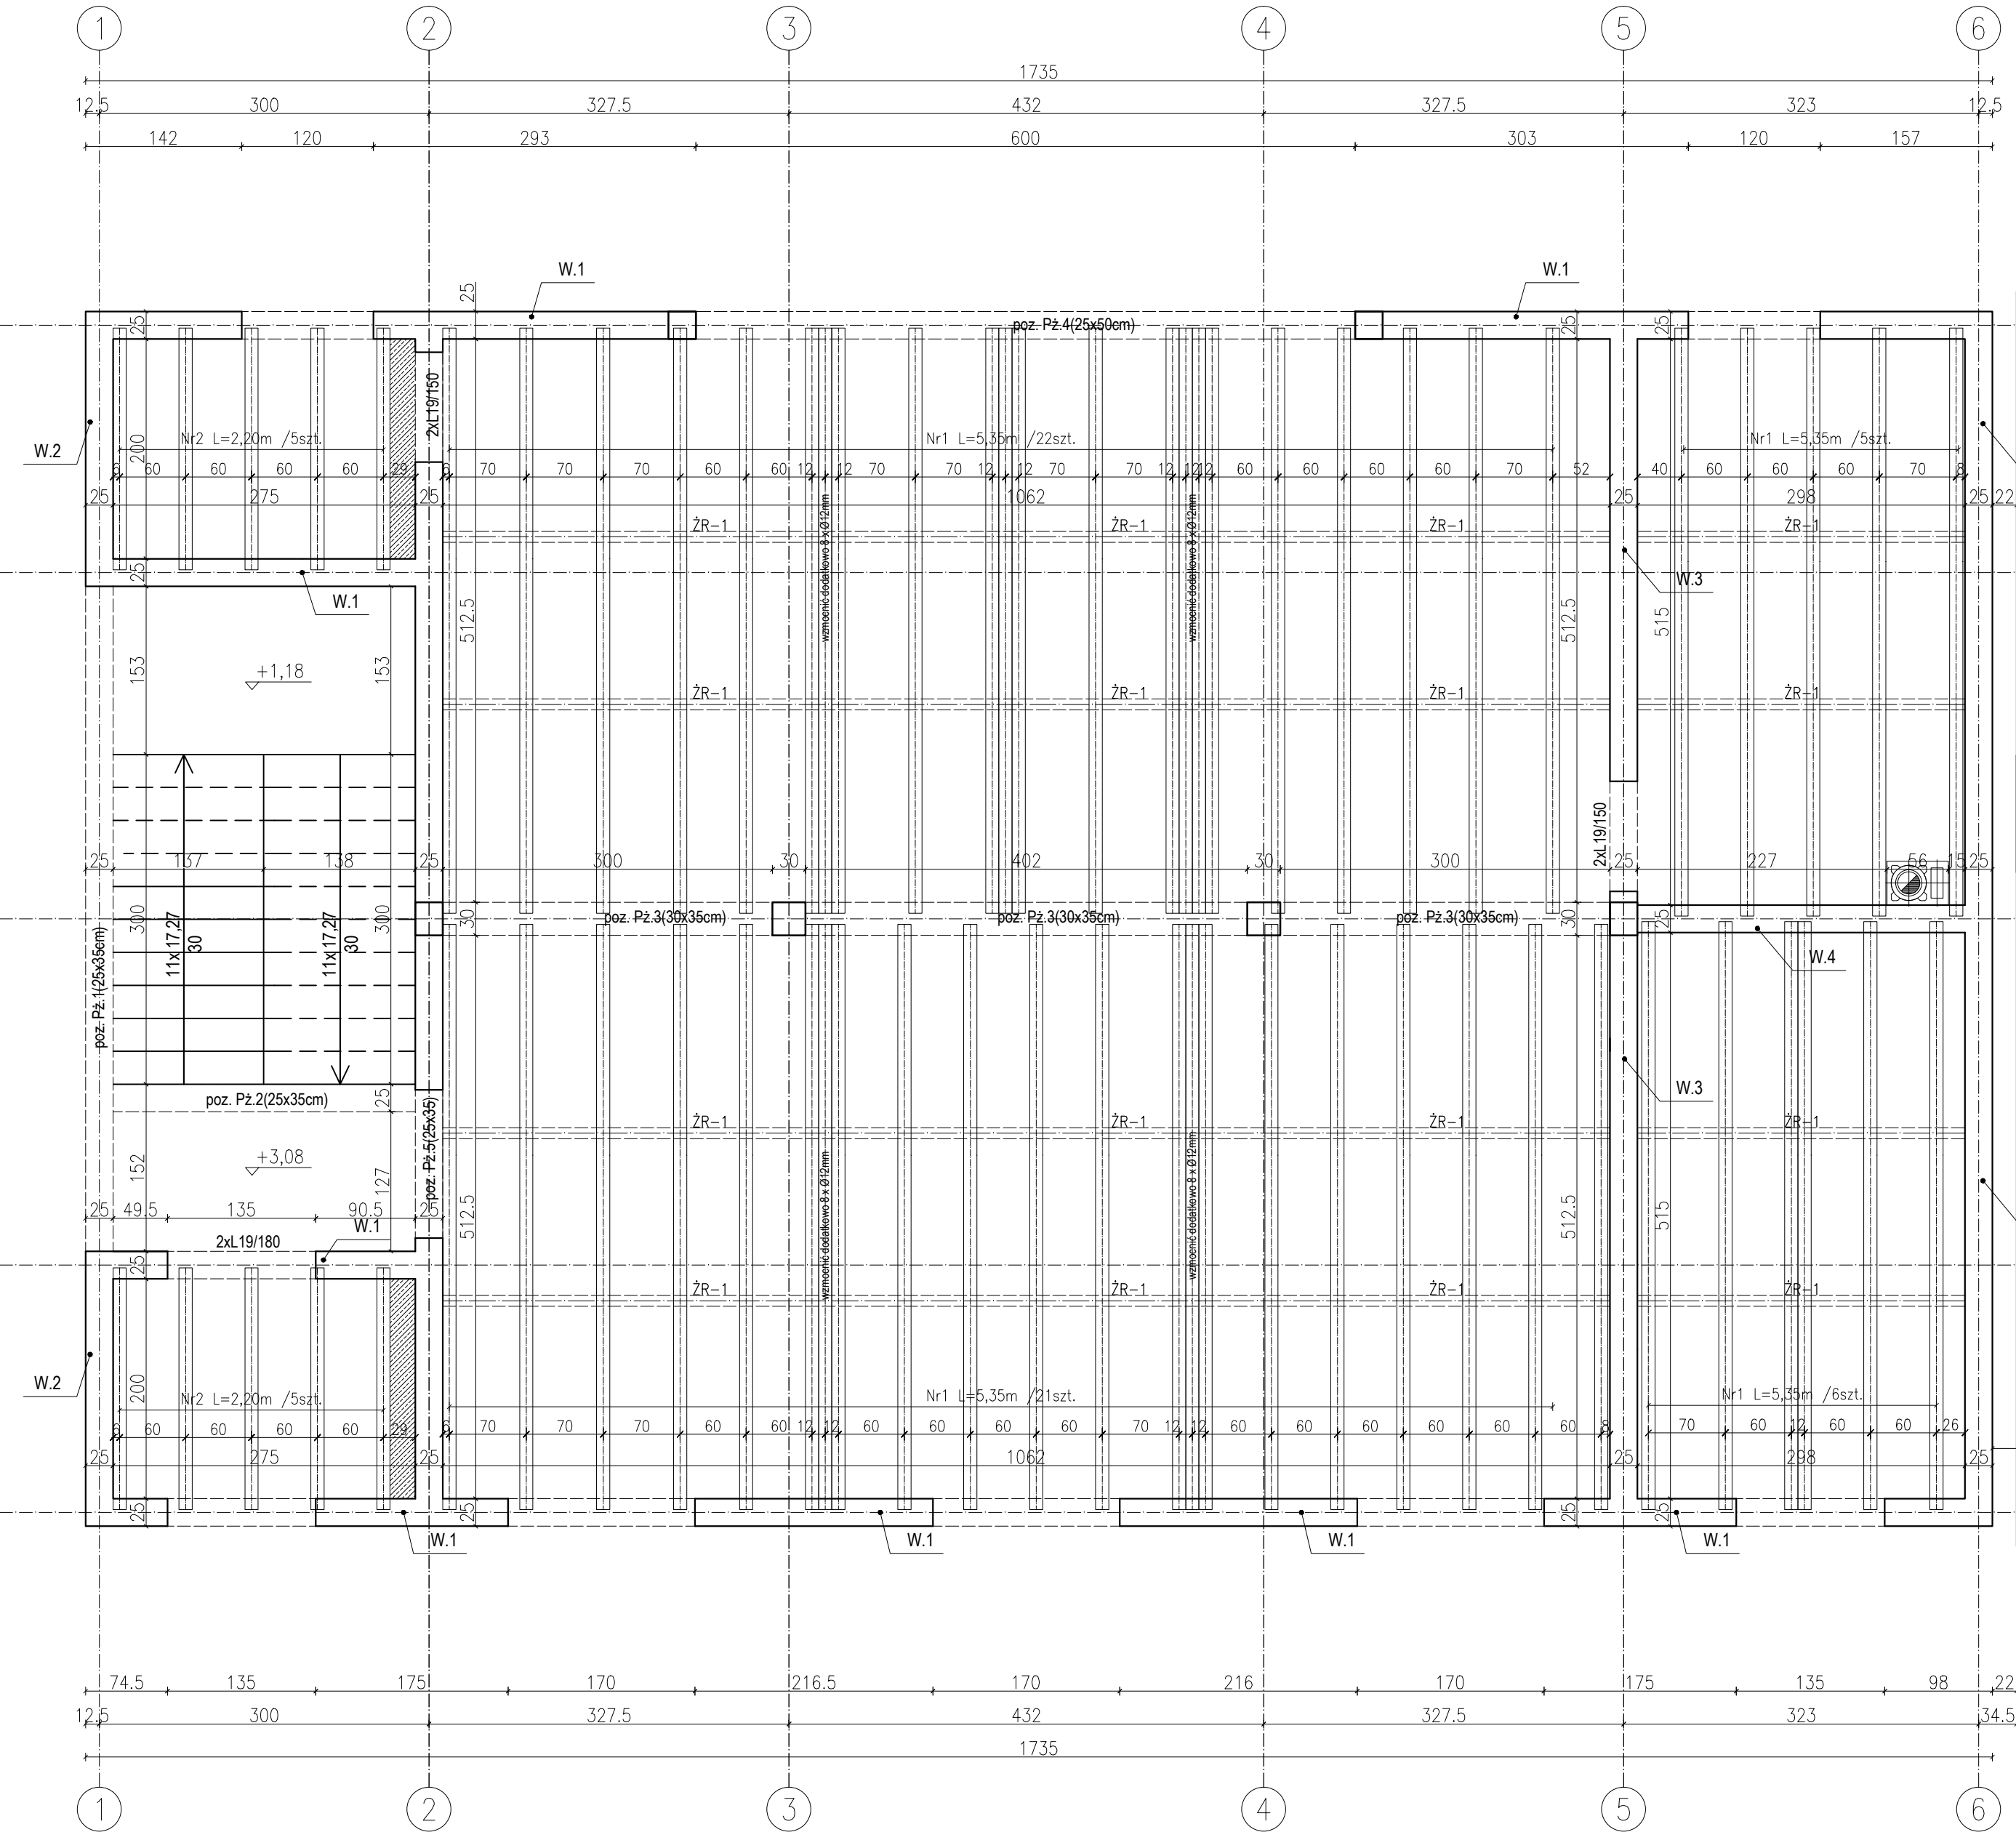 1 2 3 4 5 6
1735
12.5 300 327.5 432 327.5 323 12.5
142 120 293 600 303 120 157
W.1 W.1
25 25 25 25
poz. Pż.4(25x50cm)
2xL19/150
W.2
200
Nr2 L=2,20m /5szt.
Nr1 L=5,35m /22szt.
Nr1 L=5,35m /5szt.
6 60 60 60 60 29 6 70 70 70 60 60 12 12 70 70 12 12 70 70 12 12 12 60 60 60 60 70 52 40 60 60 60 70 8
25 275 25 1062 25 298 25 22
wzmocnić dodatkowo 8 x Ø12mm
wzmocnić dodatkowo 8 x Ø12mm
ŻR-1 ŻR-1 ŻR-1 ŻR-1
25
W.1
W.3
512.5 512.5 515
153 153
+1,18
ŻR-1 ŻR-1 ŻR-1 ŻR-1
2xL19/150
25 137 138 25 300 30 402 30 300 25 227 56 15 25
300 300 30 30 25
poz. Pż.3(30x35cm) poz. Pż.3(30x35cm) poz. Pż.3(30x35cm)
11x17,27
30
11x17,27
30
poz. Pż.1(25x35cm)
W.4
W.3
poz. Pż.2(25x35cm)
25
poz. Pż.5(25x35)
ŻR-1 ŻR-1 ŻR-1 ŻR-1
152 127
+3,08
wzmocnić dodatkowo 8 x Ø12mm
wzmocnić dodatkowo 8 x Ø12mm
512.5 512.5 515
25 49.5 135 90.5 25
W.1
2xL19/180
25
ŻR-1 ŻR-1 ŻR-1 ŻR-1
W.2
200
Nr2 L=2,20m /5szt.
Nr1 L=5,35m /21szt.
Nr1 L=5,35m /6szt.
6 60 60 60 60 29 6 70 70 70 60 60 12 12 60 60 60 60 70 12 12 60 60 60 60 60 60 8 70 60 12 60 60 26
25 275 25 1062 25 298 25
25 25 25 25
W.1 W.1 W.1 W.1
74.5 135 175 170 216.5 170 216 170 175 135 98 22
12.5 300 327.5 432 327.5 323 34.5
1735
1 2 3 4 5 6